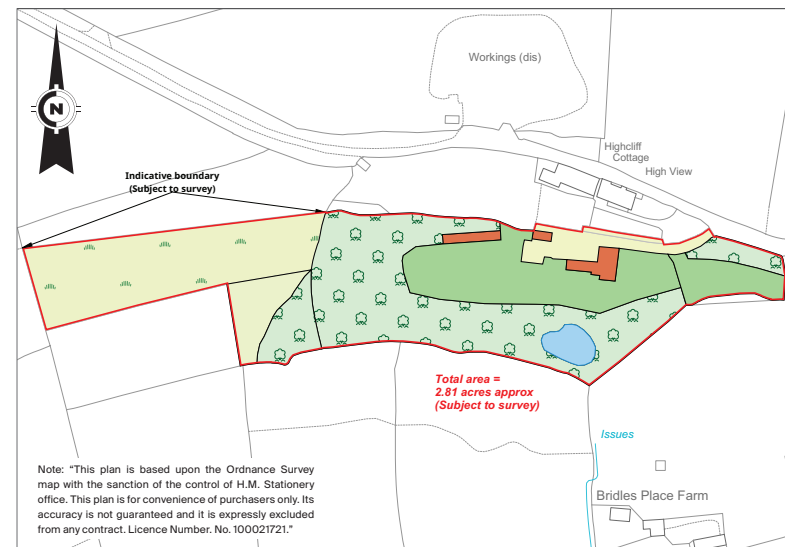 Workings (dis)
N
Highcliff
Cottage
High View
Indicative boundary
(Subject to survey)
Total area =
2.81 acres approx
(Subject to survey)
Issues
Bridles Place Farm
Note: “This plan is based upon the Ordnance Survey
map with the sanction of the control of H.M. Stationery
office. This plan is for convenience of purchasers only. Its
accuracy is not guaranteed and it is expressly excluded
from any contract. Licence Number. No. 100021721.”